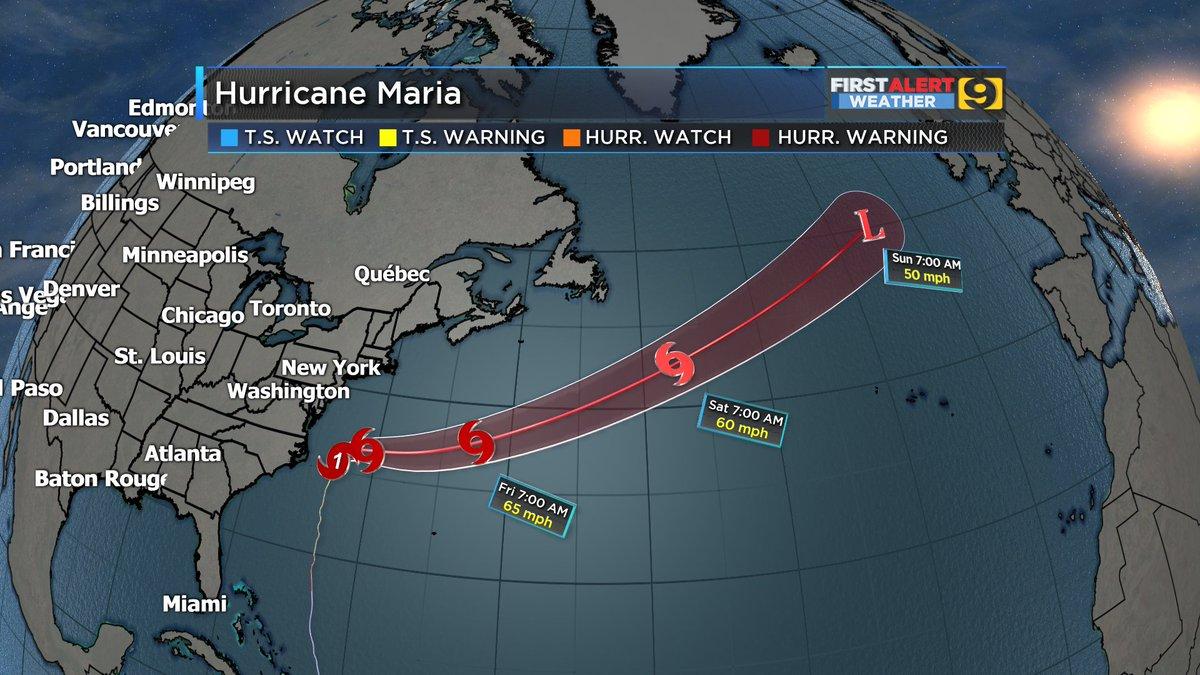 Hurricane Maria
FIRST ALERT
WEATHER 9
T.S. WATCH T.S. WARNING HURR. WATCH HURR. WARNING
Edmon
Vancouve
Portland
Winnipeg
Billings
Franci
Minneapolis
Québec
Denver
s Vega
Ange
Chicago
Toronto
St. Louis
New York
l Paso
Washington
Dallas
Atlanta
Baton Rouge
Miami
1
L
Fri 7:00 AM
65 mph
Sat 7:00 AM
60 mph
Sun 7:00 AM
50 mph